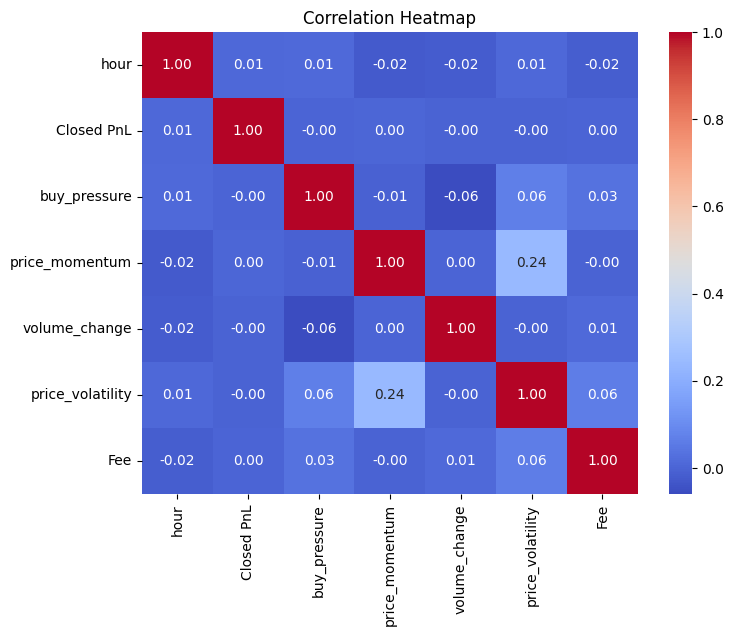 Correlation Heatmap
hour 1.00 0.01 0.01 -0.02 -0.02 0.01 -0.02
Closed PnL 0.01 1.00 -0.00 0.00 -0.00 -0.00 0.00
buy_pressure 0.01 -0.00 1.00 -0.01 -0.06 0.06 0.03
price_momentum -0.02 0.00 -0.01 1.00 0.00 0.24 -0.00
volume_change -0.02 -0.00 -0.06 0.00 1.00 -0.00 0.01
price_volatility 0.01 -0.00 0.06 0.24 -0.00 1.00 0.06
Fee -0.02 0.00 0.03 -0.00 0.01 0.06 1.00
hour
Closed PnL
buy_pressure
price_momentum
volume_change
price_volatility
Fee
1.0
0.8
0.6
0.4
0.2
0.0